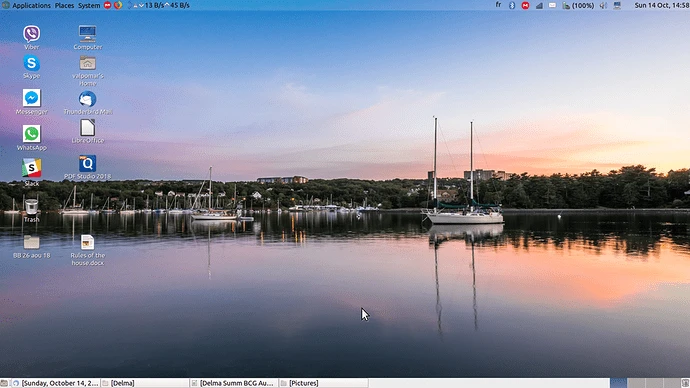 Applications Places System 13 B/s 45 B/s fr (100%) Sun 14 Oct, 14:58
Viber
Computer
Skype
valpumar's
Home
Messenger
Thunderbird Mail
WhatsApp
LibreOffice
Slack
PDF Studio 2018
Trash
BB 26 aou 18
Rules of the
house.docx
[Sunday, October 14, 2... [Delma] [Delma Summ BCG Au... [Pictures]